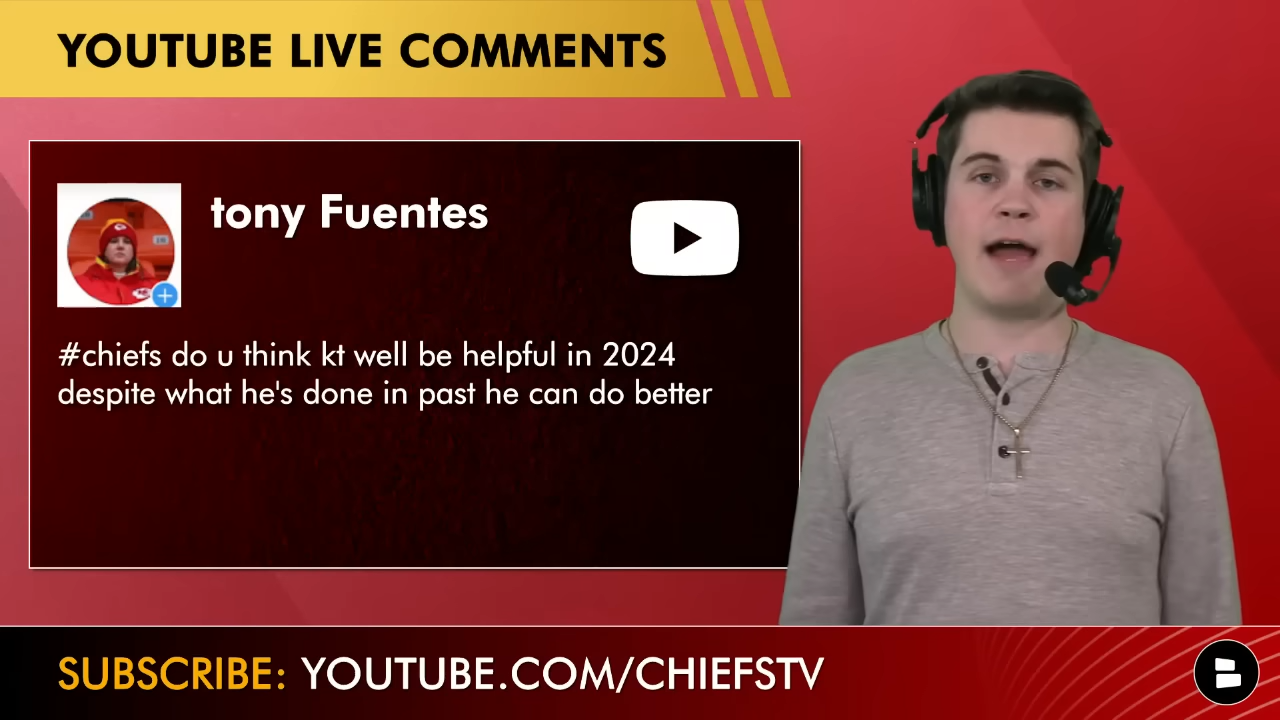 YOUTUBE LIVE COMMENTS
tony Fuentes
#chiefs do u think kt well be helpful in 2024
despite what he's done in past he can do better
SUBSCRIBE: YOUTUBE.COM/CHIEFSTV